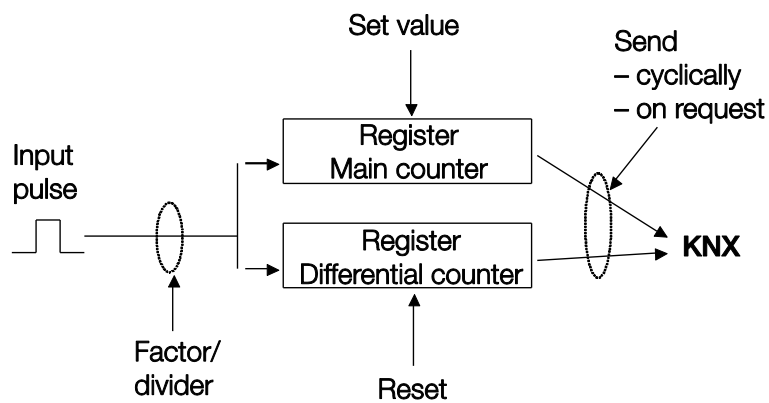 Set value
Send
– cyclically
– on request
Register
Main counter
Input
pulse
Register
Differential counter
KNX
Factor/
divider
Reset